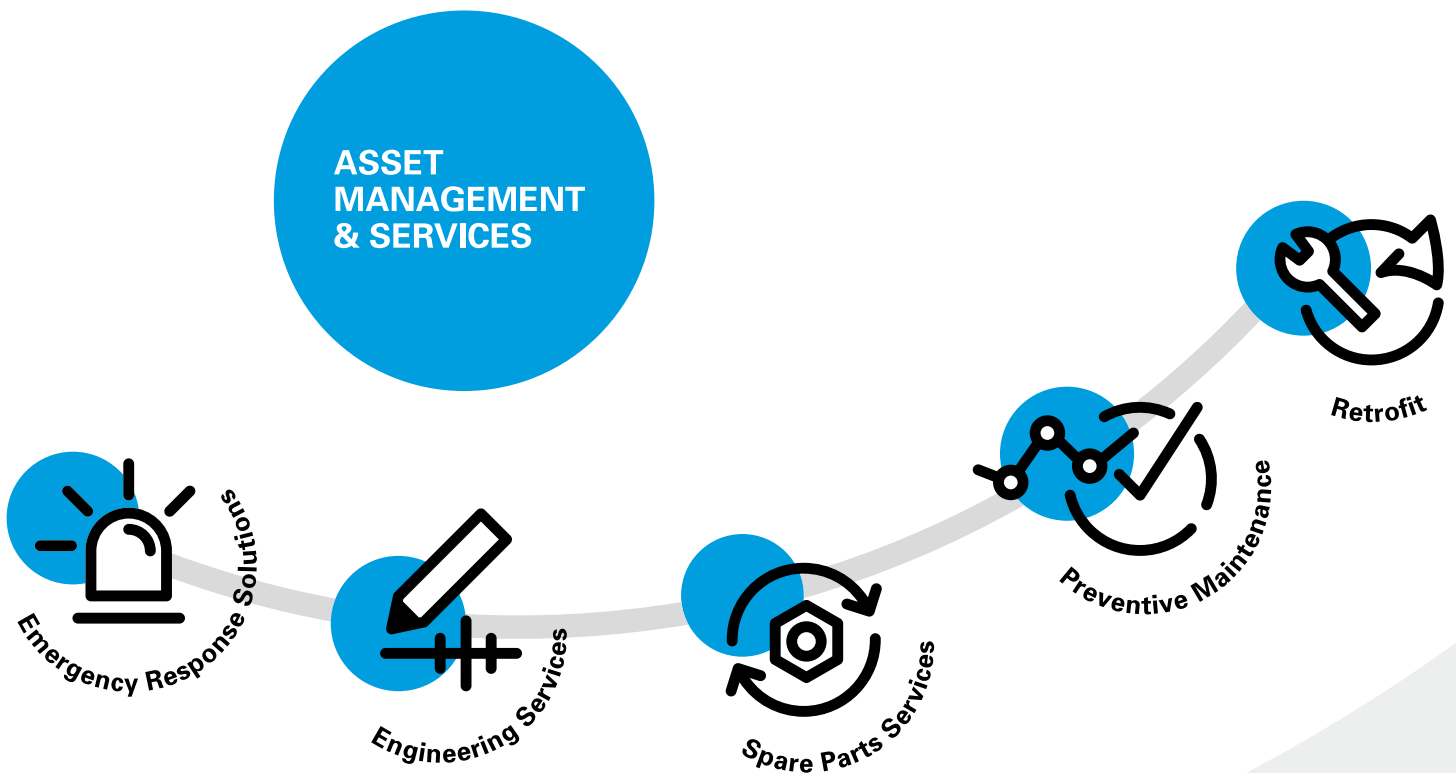 ASSET
MANAGEMENT
& SERVICES
Emergency Response Solutions
Engineering Services
Spare Parts Services
Preventive Maintenance
Retrofit